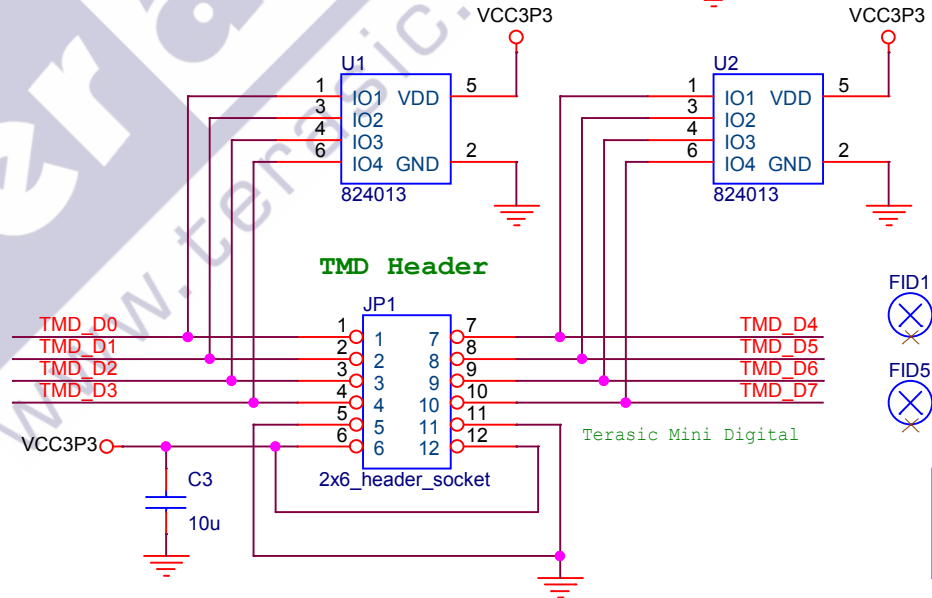 VCC3P3
VCC3P3
U1
1 IO1 VDD 5
3 IO2
4 IO3
6 IO4 GND 2
824013
U2
1 IO1 VDD 5
3 IO2
4 IO3
6 IO4 GND 2
824013
TMD Header
JP1
TMD_D0 1 1 7 7 TMD_D4
TMD_D1 2 2 8 8 TMD_D5
TMD_D2 3 3 9 9 TMD_D6
TMD_D3 4 4 10 10 TMD_D7
5 5 11 11
VCC3P3 6 6 12 12
Terasic Mini Digital
2x6_header_socket
C3
10u
FID1
FID5
www.terasic.